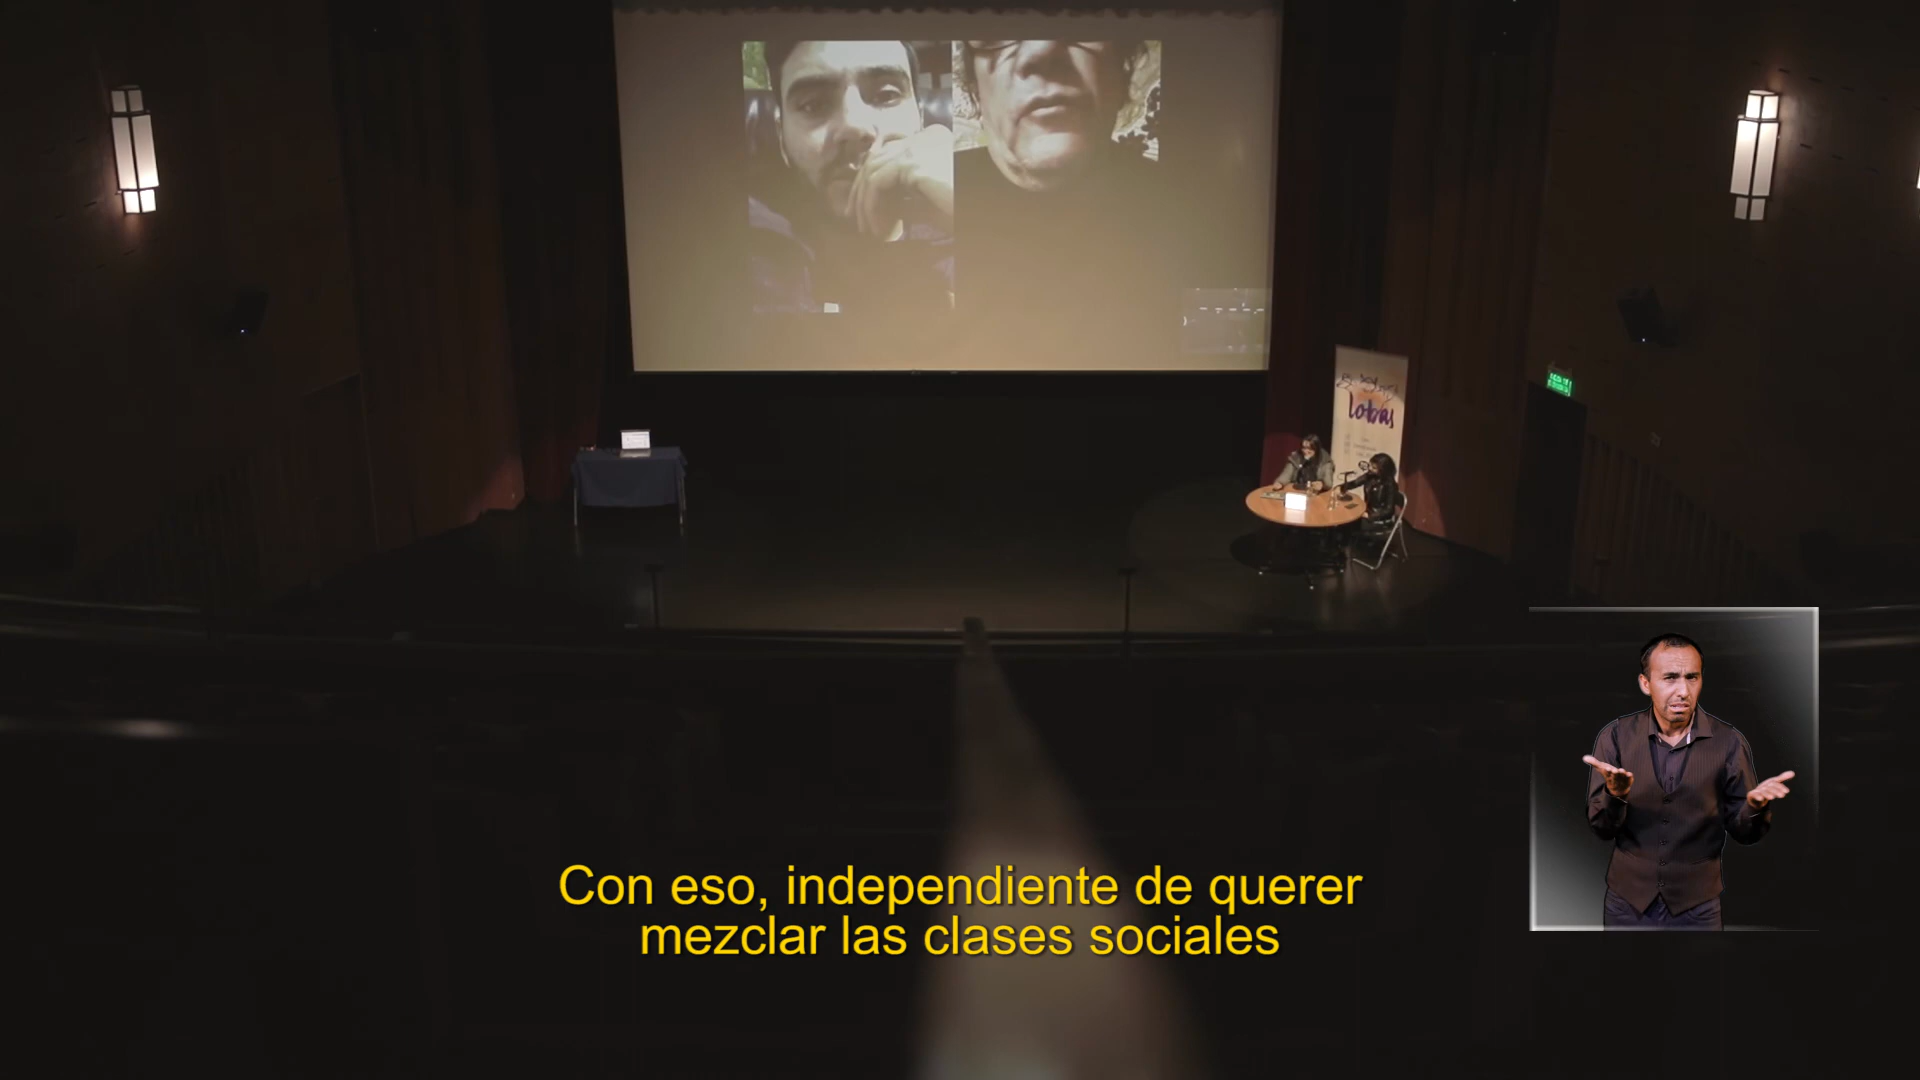 lobas
Con eso, independiente de querer
mezclar las clases sociales